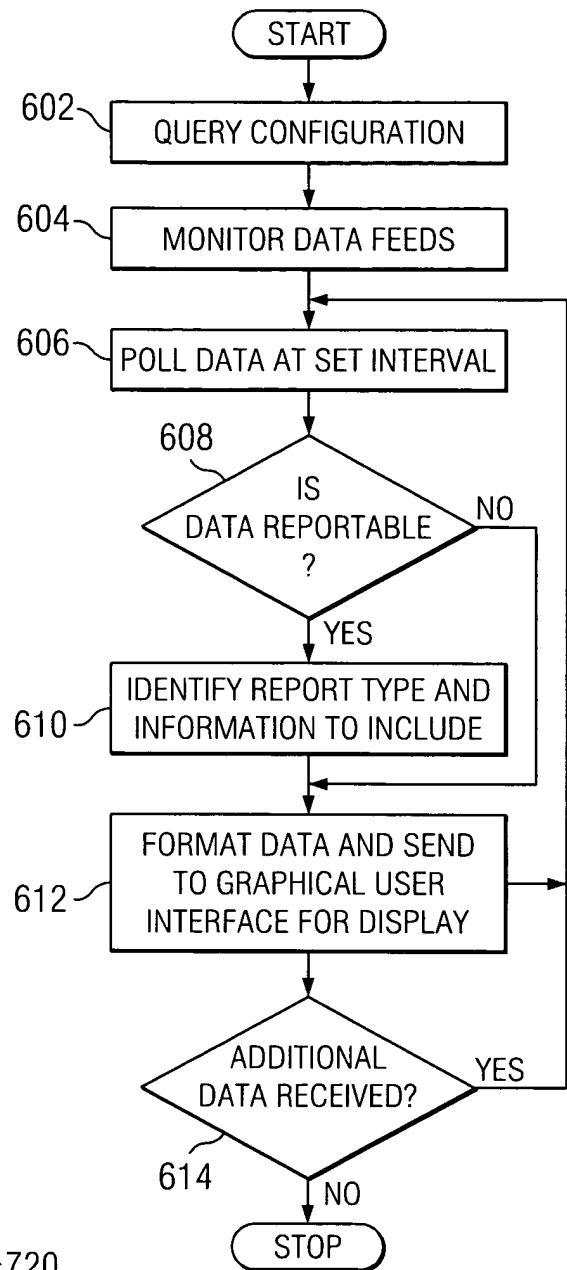 START
602
QUERY CONFIGURATION
604
MONITOR DATA FEEDS
606
POLL DATA AT SET INTERVAL
608
IS
DATA REPORTABLE
?
NO
YES
610
IDENTIFY REPORT TYPE AND
INFORMATION TO INCLUDE
612
FORMAT DATA AND SEND
TO GRAPHICAL USER
INTERFACE FOR DISPLAY
ADDITIONAL
DATA RECEIVED?
YES
614
NO
STOP
720